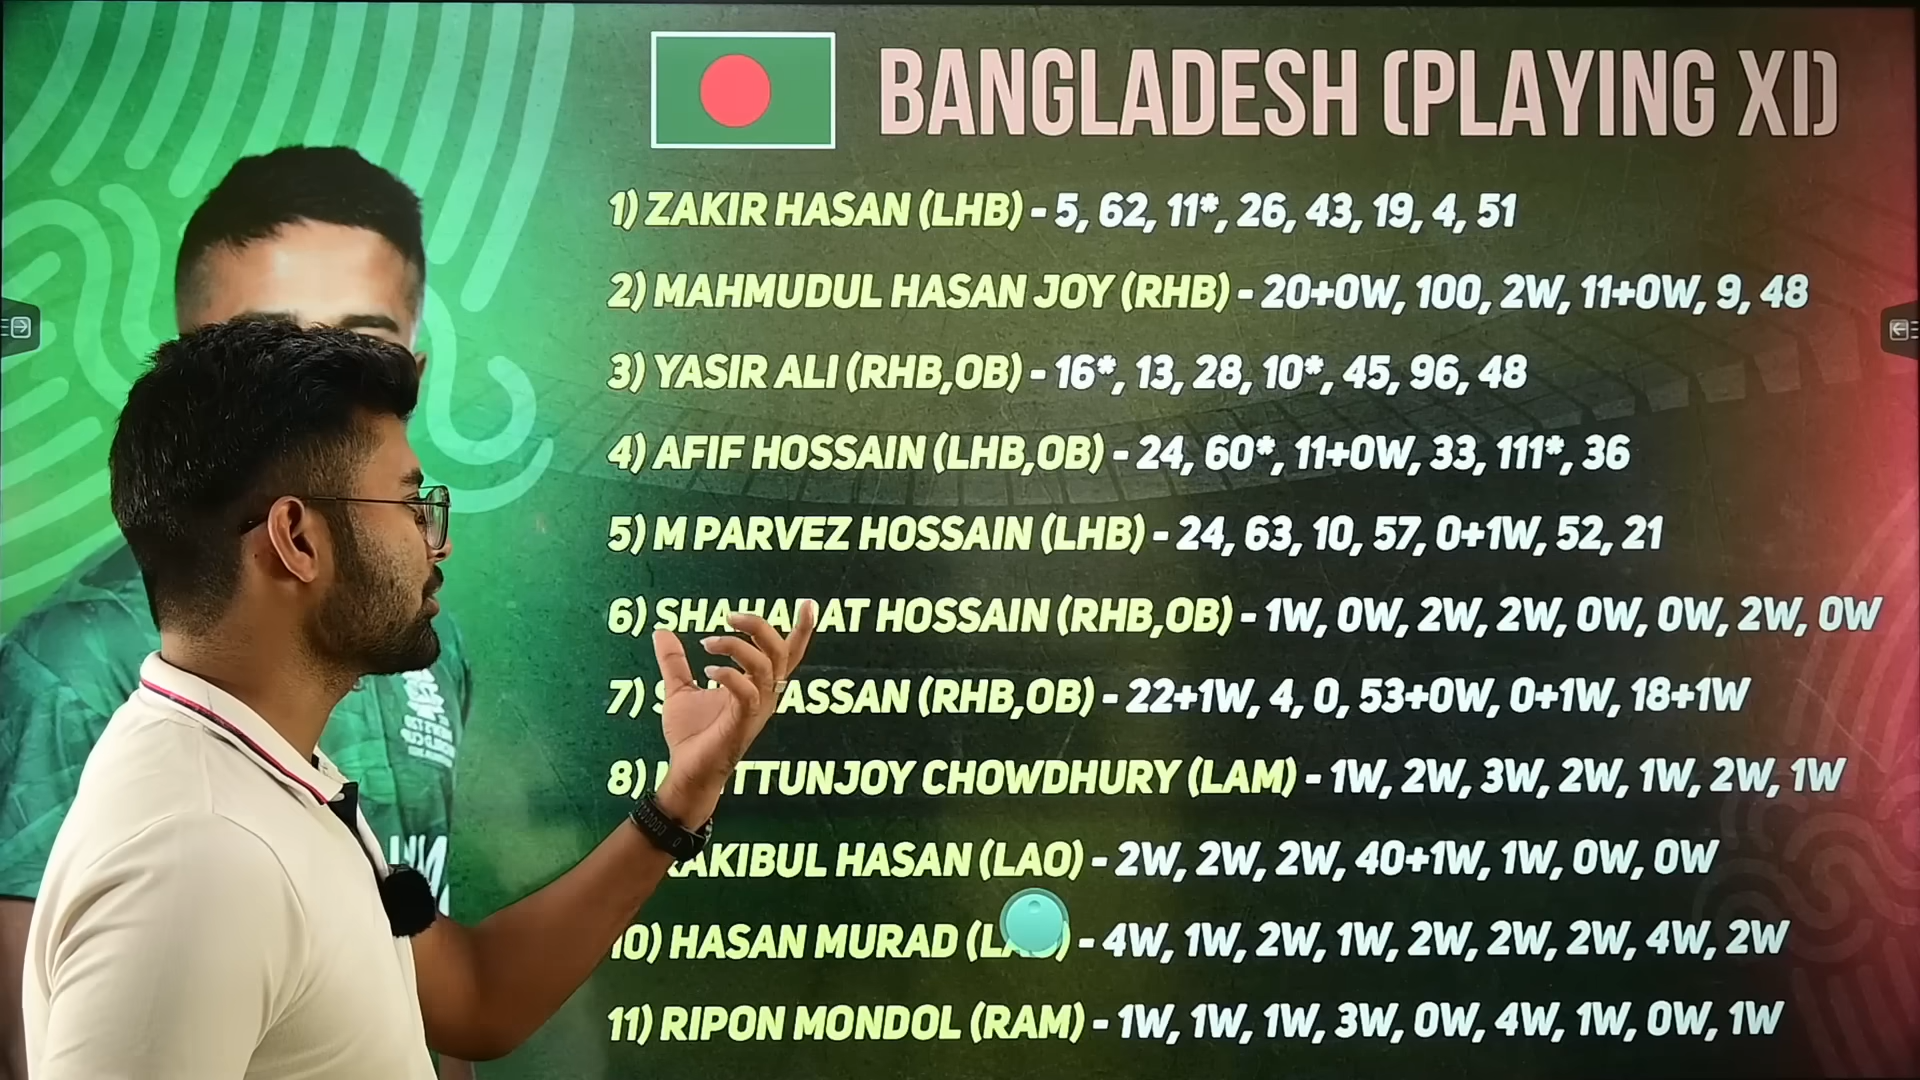 BANGLADESH (PLAYING XI)
1) ZAKIR HASAN (LHB) - 5, 62, 11*, 26, 43, 19, 4, 51
2) MAHMUDUL HASAN JOY (RHB) - 20+0W, 100, 2W, 11+0W, 9, 48
3) YASIR ALI (RHB,OB) - 16*, 13, 28, 10*, 45, 96, 48
4) AFIF HOSSAIN (LHB,OB) - 24, 60*, 11+0W, 33, 111*, 36
5) M PARVEZ HOSSAIN (LHB) - 24, 63, 10, 57, 0+1W, 52, 21
6) SHAHADAT HOSSAIN (RHB,OB) - 1W, 0W, 2W, 2W, 0W, 0W, 2W, 0W
7) (RHB,OB) - 22+1W, 4, 0, 53+0W, 0+1W, 18+1W
8) CHOWDHURY (LAM) - 1W, 2W, 3W, 2W, 1W, 2W, 1W
HASAN (LAO) - 2W, 2W, 2W, 40+1W, 1W, 0W, 0W
10) HASAN MURAD - 4W, 1W, 2W, 1W, 2W, 2W, 2W, 4W, 2W
11) RIPON MONDOL (RAM) - 1W, 1W, 1W, 3W, 0W, 4W, 1W, 0W, 1W